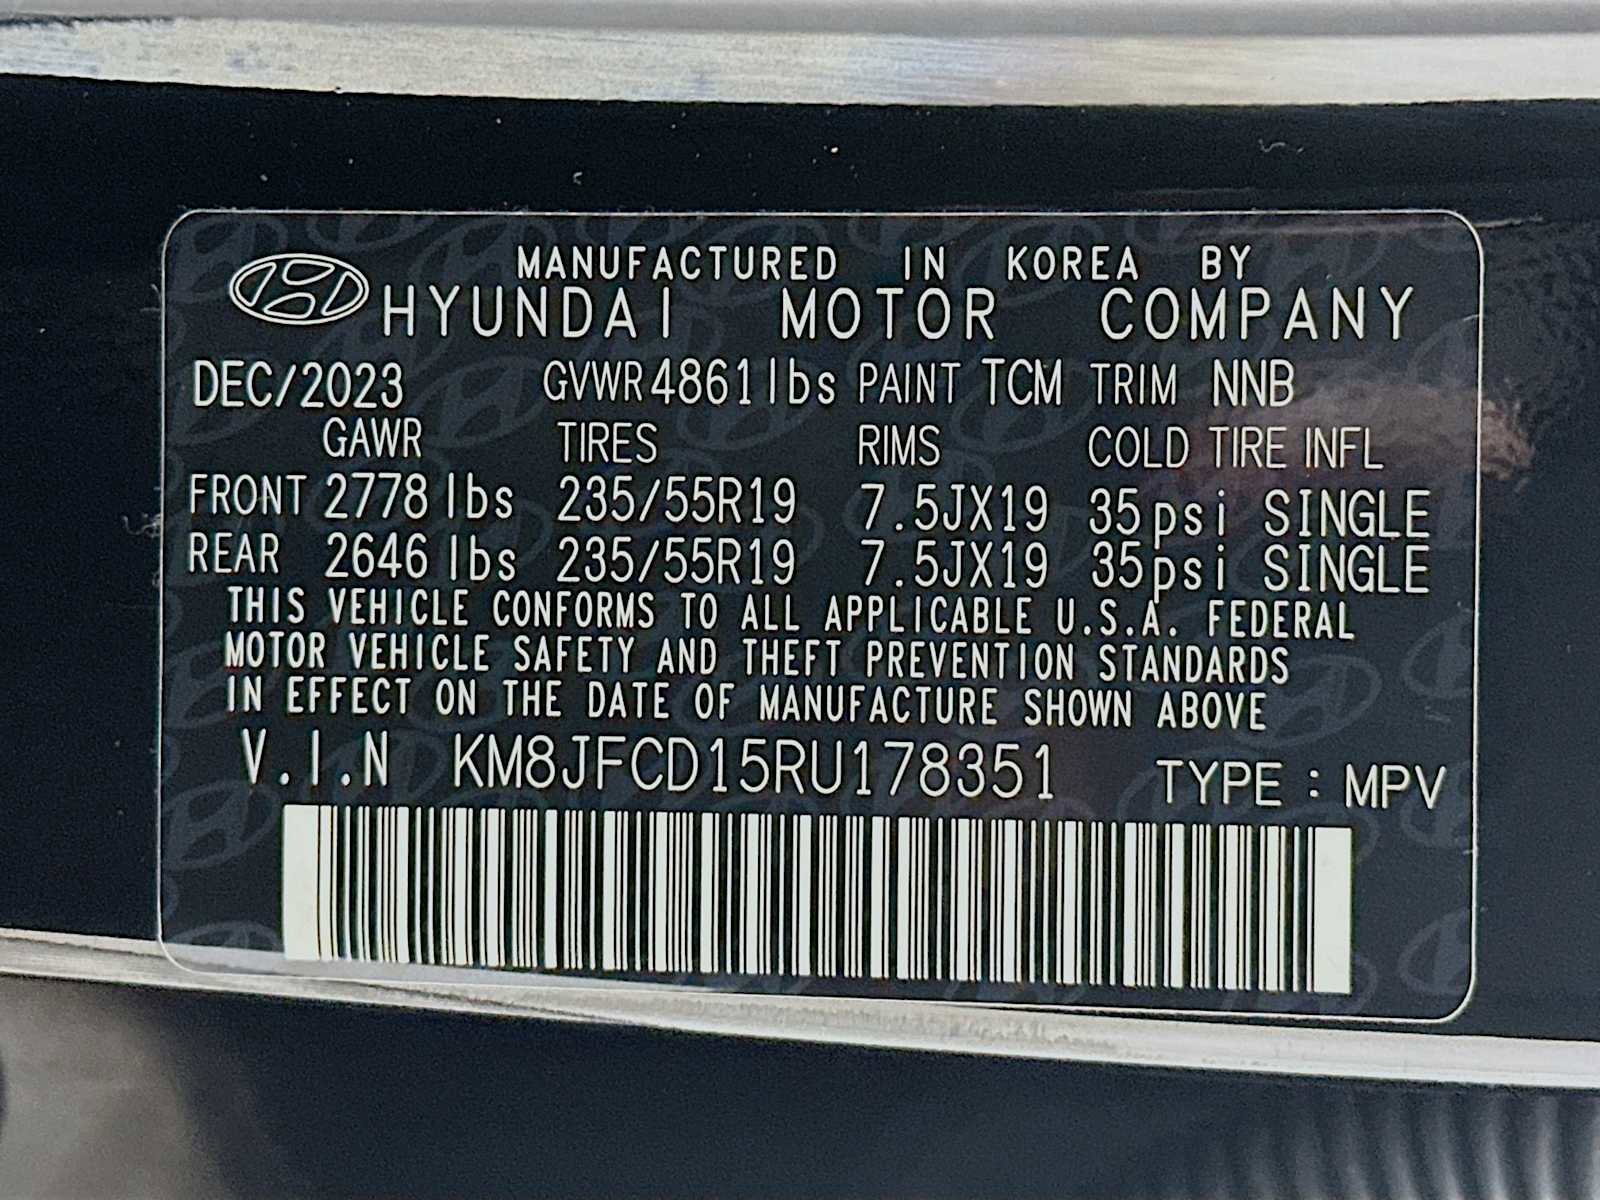 MANUFACTURED IN KOREA BY
HYUNDAI MOTOR COMPANY
DEC/2023 GVWR 4861lbs PAINT TCM TRIM NNB
GAWR TIRES RIMS COLD TIRE INFL
FRONT 2778 lbs 235/55R19 7.5JX19 35psi SINGLE
REAR 2646 lbs 235/55R19 7.5JX19 35psi SINGLE
THIS VEHICLE CONFORMS TO ALL APPLICABLE U.S.A. FEDERAL
MOTOR VEHICLE SAFETY AND THEFT PREVENTION STANDARDS
IN EFFECT ON THE DATE OF MANUFACTURE SHOWN ABOVE
V.I.N KM8JFCD15RU178351 TYPE : MPV